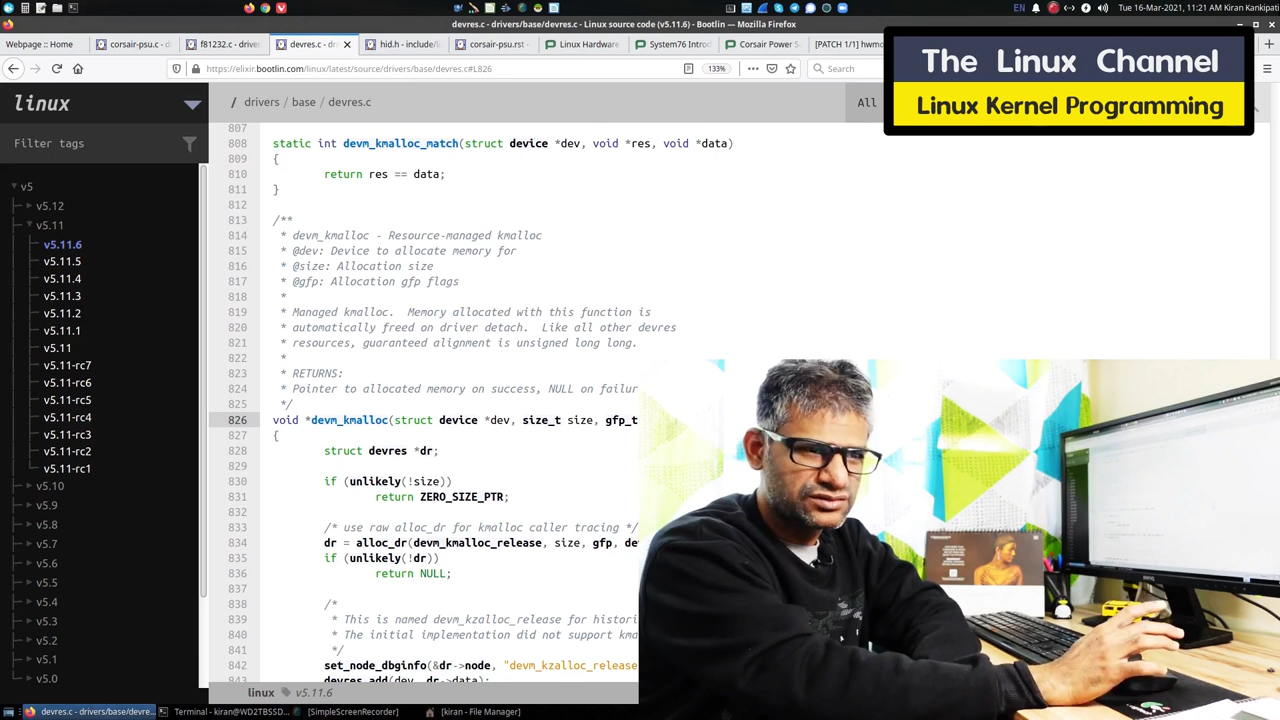 EN
Tue 16-Mar-2021, 11:21 AM Kiran Kankipati
devres.c - drivers/base/devres.c - Linux source code (v5.11.6) - Bootlin — Mozilla Firefox
Webpage :: Home
corsair-psu.c - driv
f81232.c - drivers
devres.c - dri
hid.h - include/li
corsair-psu.rst -
Linux Hardware
System76 Introd
Corsair Power S
[PATCH 1/1] hwmo
https://elixir.bootlin.com/linux/latest/source/drivers/base/devres.c#L826
133%
Search
The Linux Channel
Linux Kernel Programming
linux
/ drivers / base / devres.c
All
Filter tags
v5
v5.12
v5.11
v5.11.6
v5.11.5
v5.11.4
v5.11.3
v5.11.2
v5.11.1
v5.11
v5.11-rc7
v5.11-rc6
v5.11-rc5
v5.11-rc4
v5.11-rc3
v5.11-rc2
v5.11-rc1
v5.10
v5.9
v5.8
v5.7
v5.6
v5.5
v5.4
v5.3
v5.2
v5.1
v5.0
807
808 static int devm_kmalloc_match(struct device *dev, void *res, void *data)
809 {
810 return res == data;
811 }
812
813 /**
814 * devm_kmalloc - Resource-managed kmalloc
815 * @dev: Device to allocate memory for
816 * @size: Allocation size
817 * @gfp: Allocation gfp flags
818 *
819 * Managed kmalloc. Memory allocated with this function is
820 * automatically freed on driver detach. Like all other devres
821 * resources, guaranteed alignment is unsigned long long.
822 *
823 * RETURNS:
824 * Pointer to allocated memory on success, NULL on failur
825 */
826 void *devm_kmalloc(struct device *dev, size_t size, gfp_t
827 {
828 struct devres *dr;
829
830 if (unlikely(!size))
831 return ZERO_SIZE_PTR;
832
833 /* use raw alloc_dr for kmalloc caller tracing */
834 dr = alloc_dr(devm_kmalloc_release, size, gfp, de
835 if (unlikely(!dr))
836 return NULL;
837
838 /*
839 * This is named devm_kzalloc_release for histori
840 * The initial implementation did not support kma
841 */
842 set_node_dbginfo(&dr->node, "devm_kzalloc_release
843 devres_add(dev, dr->data);
linux v5.11.6
devres.c - drivers/base/devre...
Terminal - kiran@WD2TBSSD...
[SimpleScreenRecorder]
[kiran - File Manager]